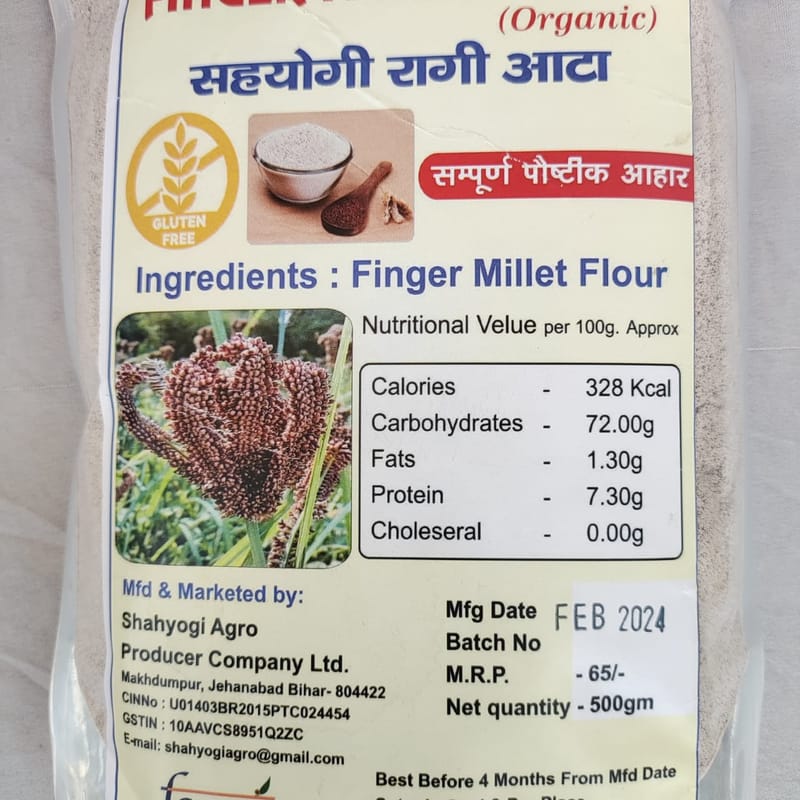 FINGER
(Organic)
सहयोगी रागी आटा
GLUTEN
FREE
सम्पूर्ण पौष्टीक आहार
Ingredients : Finger Millet Flour
Nutritional Velue per 100g. Approx
Calories - 328 Kcal
Carbohydrates - 72.00g
Fats - 1.30g
Protein - 7.30g
Choleseral - 0.00g
Mfd & Marketed by:
Shahyogi Agro
Producer Company Ltd.
Makhdumpur, Jehanabad Bihar- 804422
CINNo : U01403BR2015PTC024454
GSTIN : 10AAVCS8951Q2ZC
E-mail: shahyogiagro@gmail.com
Mfg Date FEB 2024
Batch No
M.R.P. - 65/-
Net quantity - 500gm
Best Before 4 Months From Mfd Date